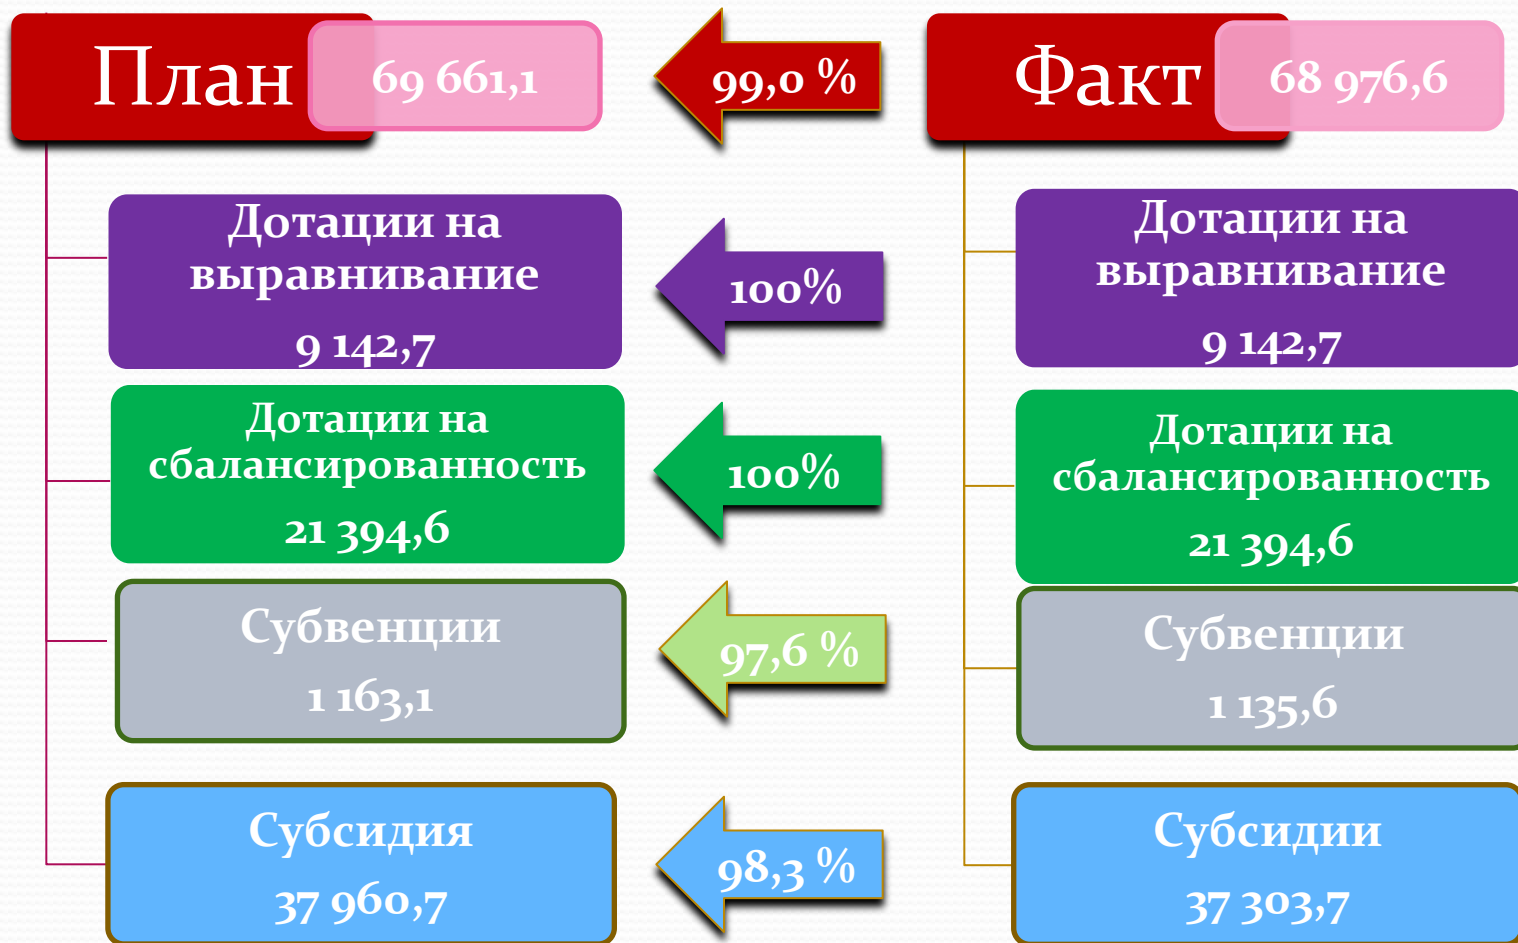 План
69 661,1
99,0 %
Факт
68 976,6
Дотации на
выравнивание
9 142,7
100%
Дотации на
выравнивание
9 142,7
Дотации на
сбалансированность
21 394,6
100%
Дотации на
сбалансированность
21 394,6
Субвенции
1 163,1
97,6 %
Субвенции
1 135,6
Субсидия
37 960,7
98,3 %
Субсидии
37 303,7